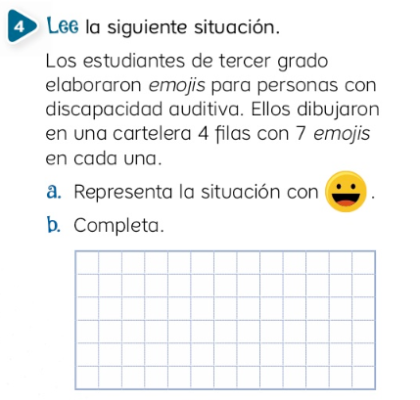 4 Lee la siguiente situación.
Los estudiantes de tercer grado
elaboraron emojis para personas con
discapacidad auditiva. Ellos dibujaron
en una cartelera 4 filas con 7 emojis
en cada una.
a. Representa la situación con .
b. Completa.